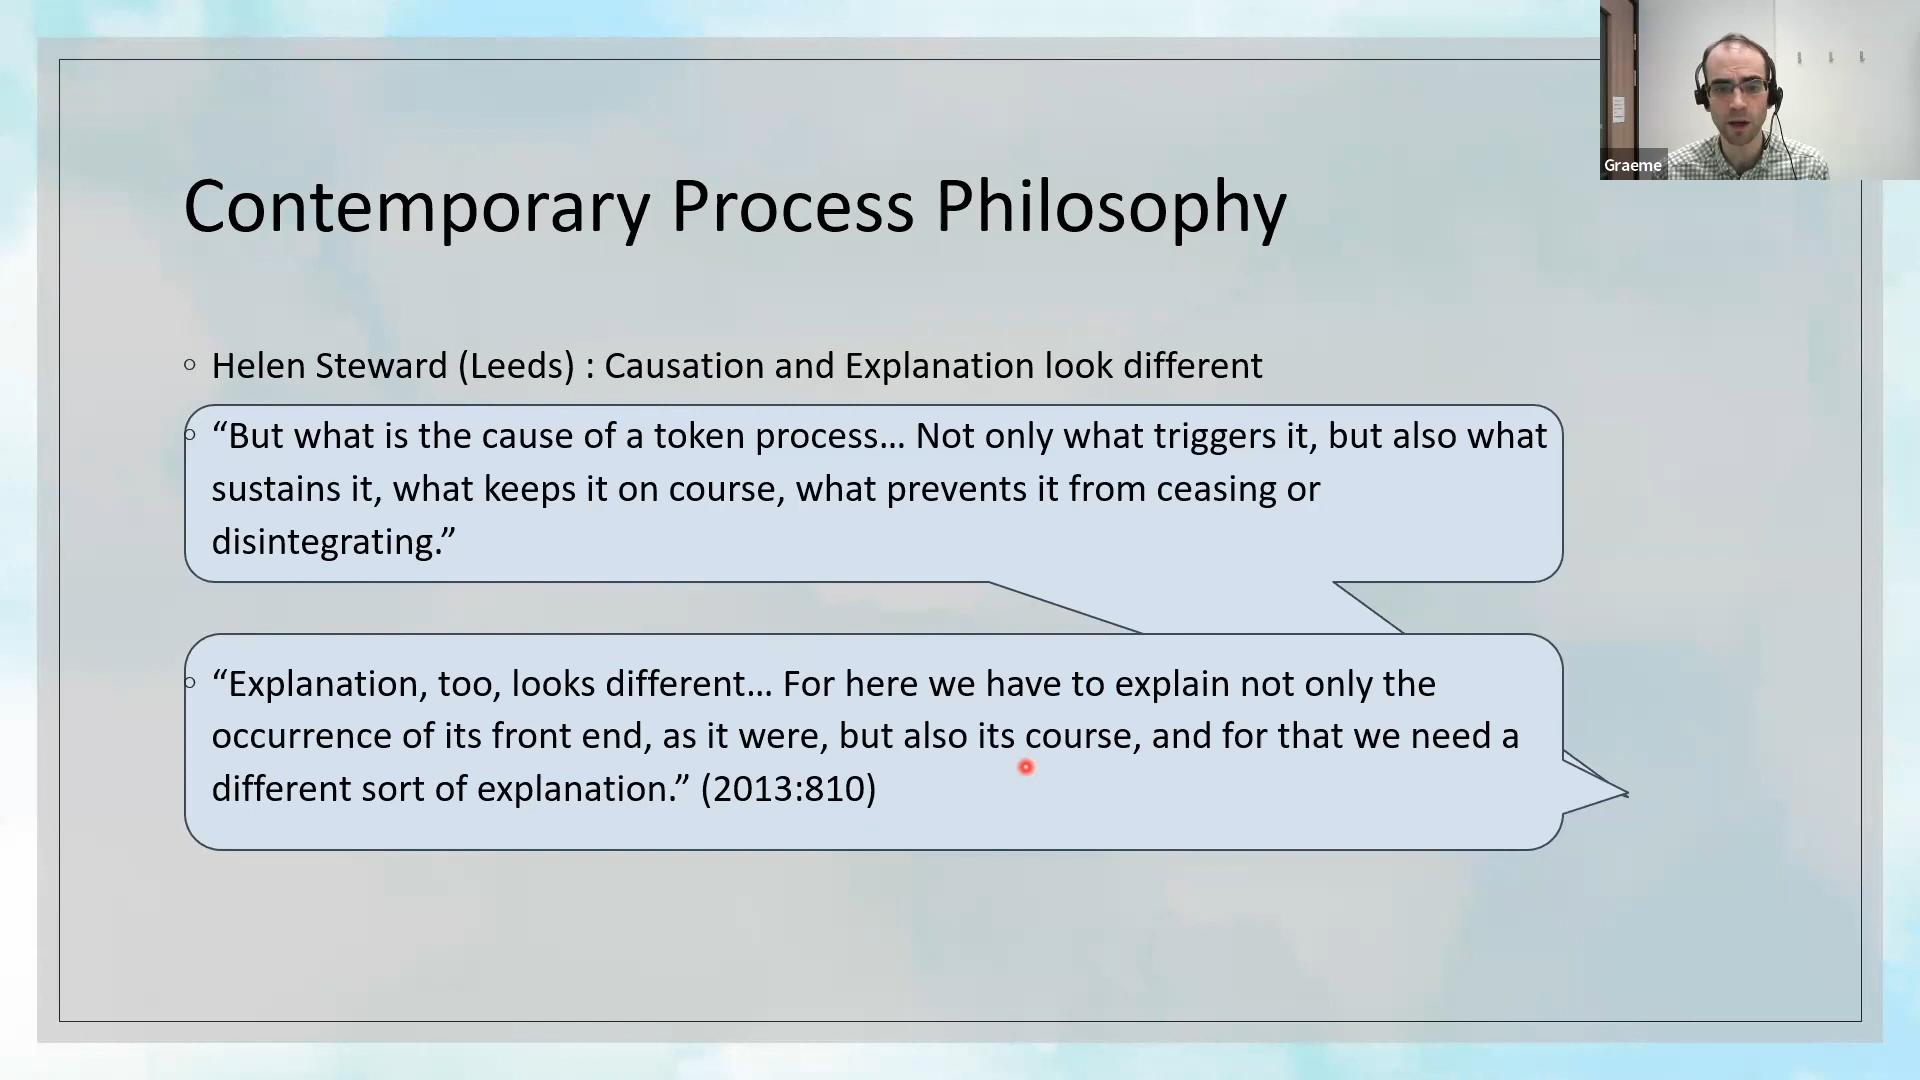 Graeme
Contemporary Process Philosophy
Helen Steward (Leeds) : Causation and Explanation look different
“But what is the cause of a token process… Not only what triggers it, but also what
sustains it, what keeps it on course, what prevents it from ceasing or
disintegrating.”
“Explanation, too, looks different… For here we have to explain not only the
occurrence of its front end, as it were, but also its course, and for that we need a
different sort of explanation.” (2013:810)